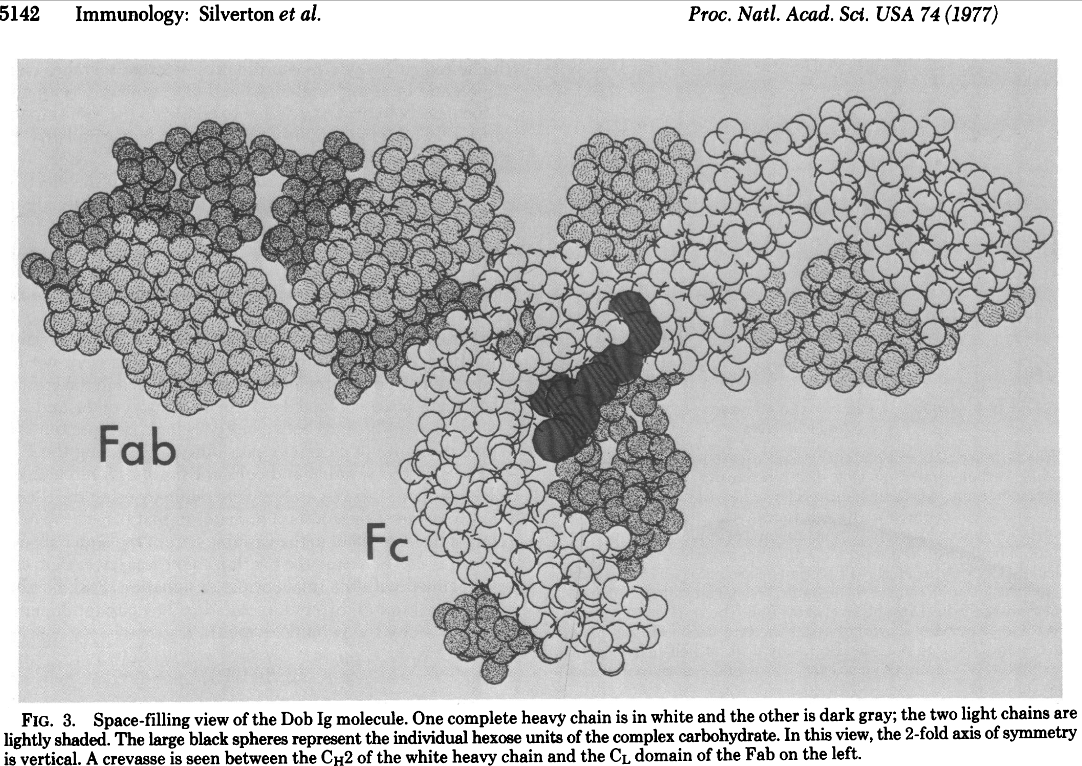 5142 Immunology: Silverton et al. Proc. Natl. Acad. Sci. USA 74 (1977)
Fab
Fc
FIG. 3. Space-filling view of the Dob Ig molecule. One complete heavy chain is in white and the other is dark gray; the two light chains are
lightly shaded. The large black spheres represent the individual hexose units of the complex carbohydrate. In this view, the 2-fold axis of symmetry
is vertical. A crevasse is seen between the CH2 of the white heavy chain and the CL domain of the Fab on the left.